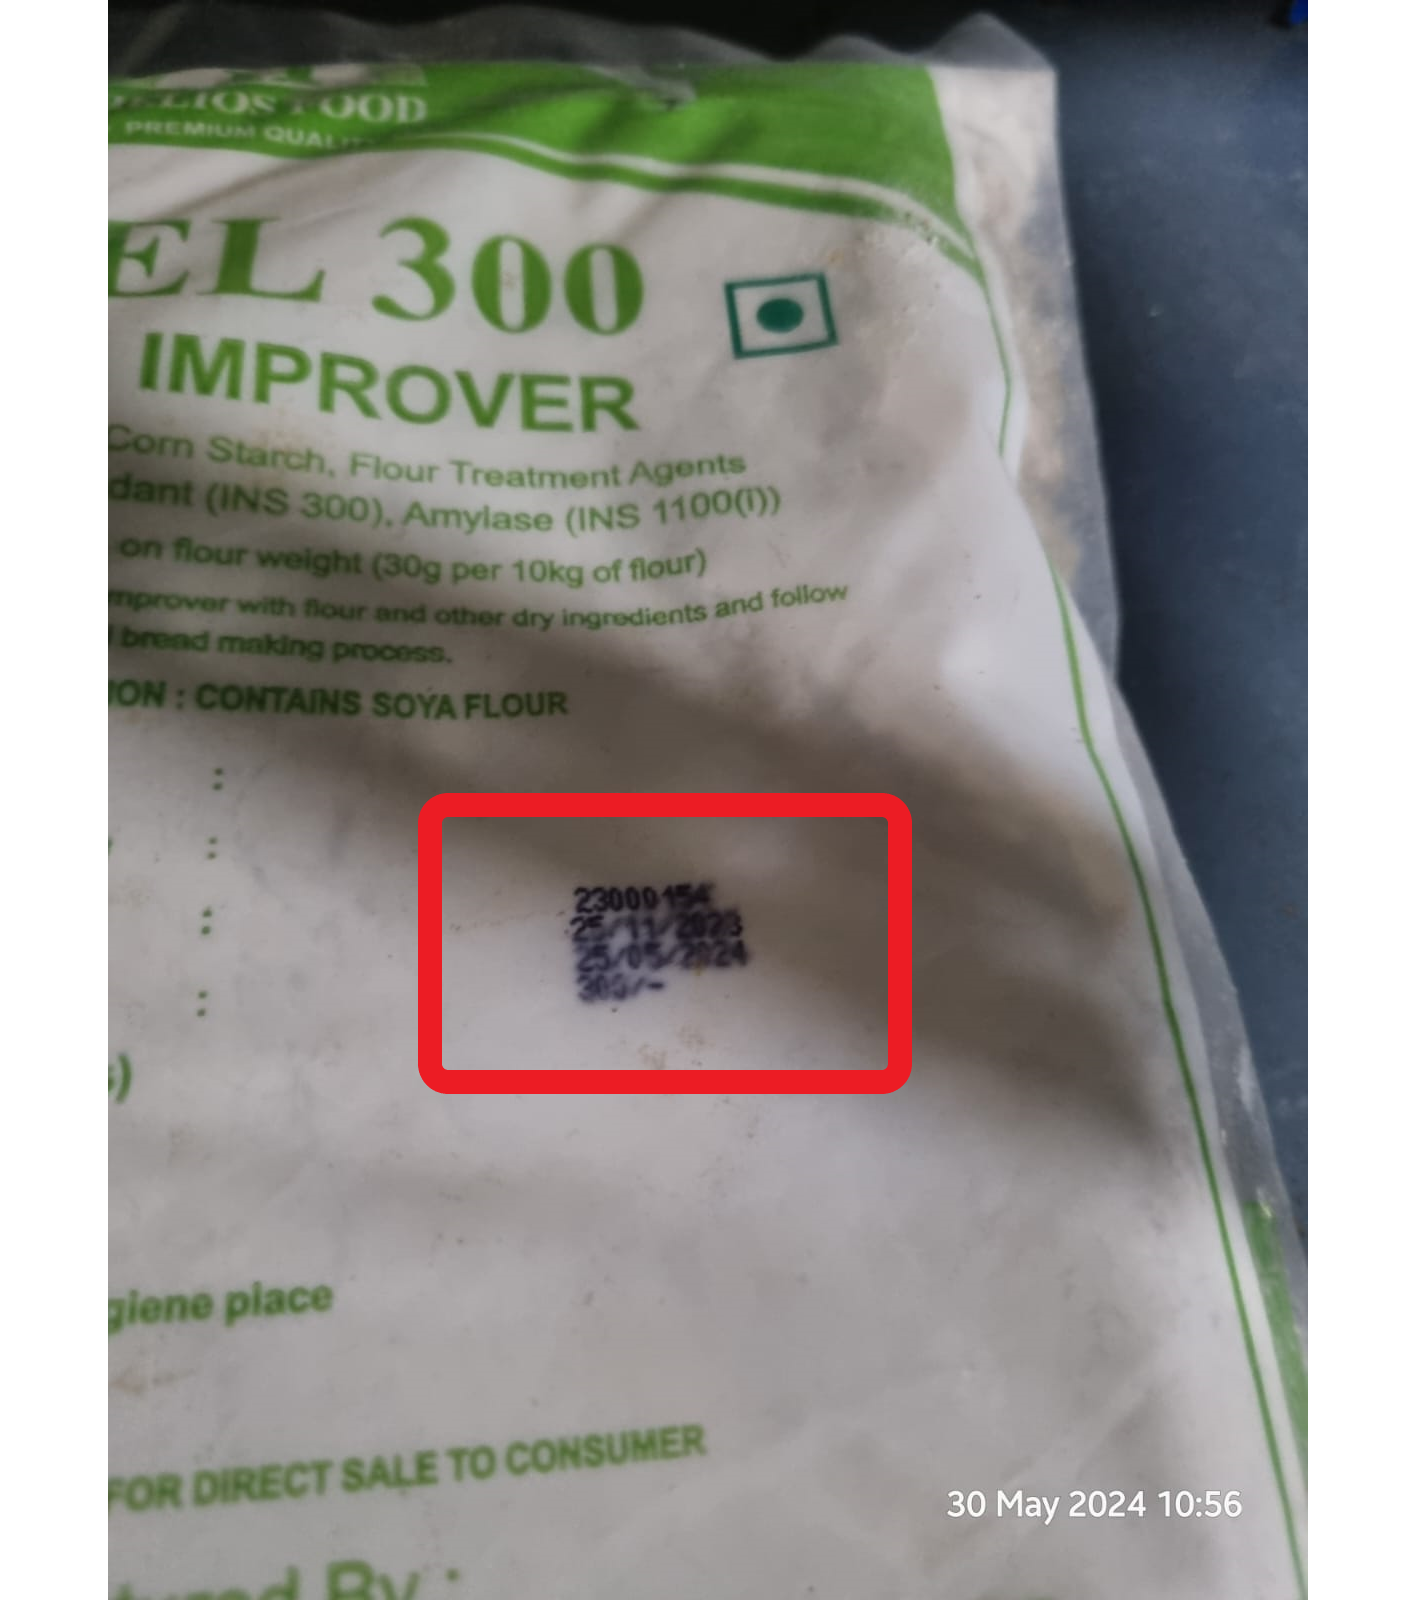 FOOD
PREMIUM QUALITY
EL 300
IMPROVER
Corn Starch, Flour Treatment Agents
dant (INS 300), Amylase (INS 1100(i))
on flour weight (30g per 10kg of flour)
mprover with flour and other dry ingredients and follow
bread making process.
ION : CONTAINS SOYA FLOUR
:
:
:
:
23000154
25/11/2023
25/05/2024
300/-
s)
giene place
FOR DIRECT SALE TO CONSUMER
30 May 2024 10:56
tured By :